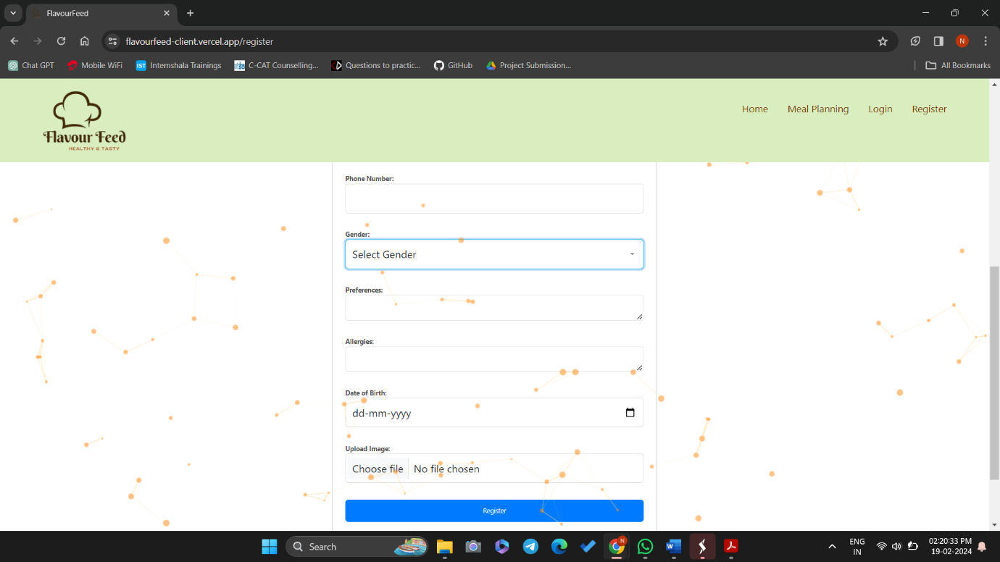 FlavourFeed
flavourfeed-client.vercel.app/register
N
Chat GPT
Mobile WiFi
IST Internshala Trainings
C-CAT Counselling...
Questions to practic...
GitHub
Project Submission...
All Bookmarks
Flavour Feed
HEALTHY & TASTY
Home
Meal Planning
Login
Register
Phone Number:
Gender:
Select Gender
Preferences:
Allergies:
Date of Birth:
dd-mm-yyyy
Upload Image:
Choose file No file chosen
Register
Search
N
W
ENG
IN
02:20:33 PM
19-02-2024